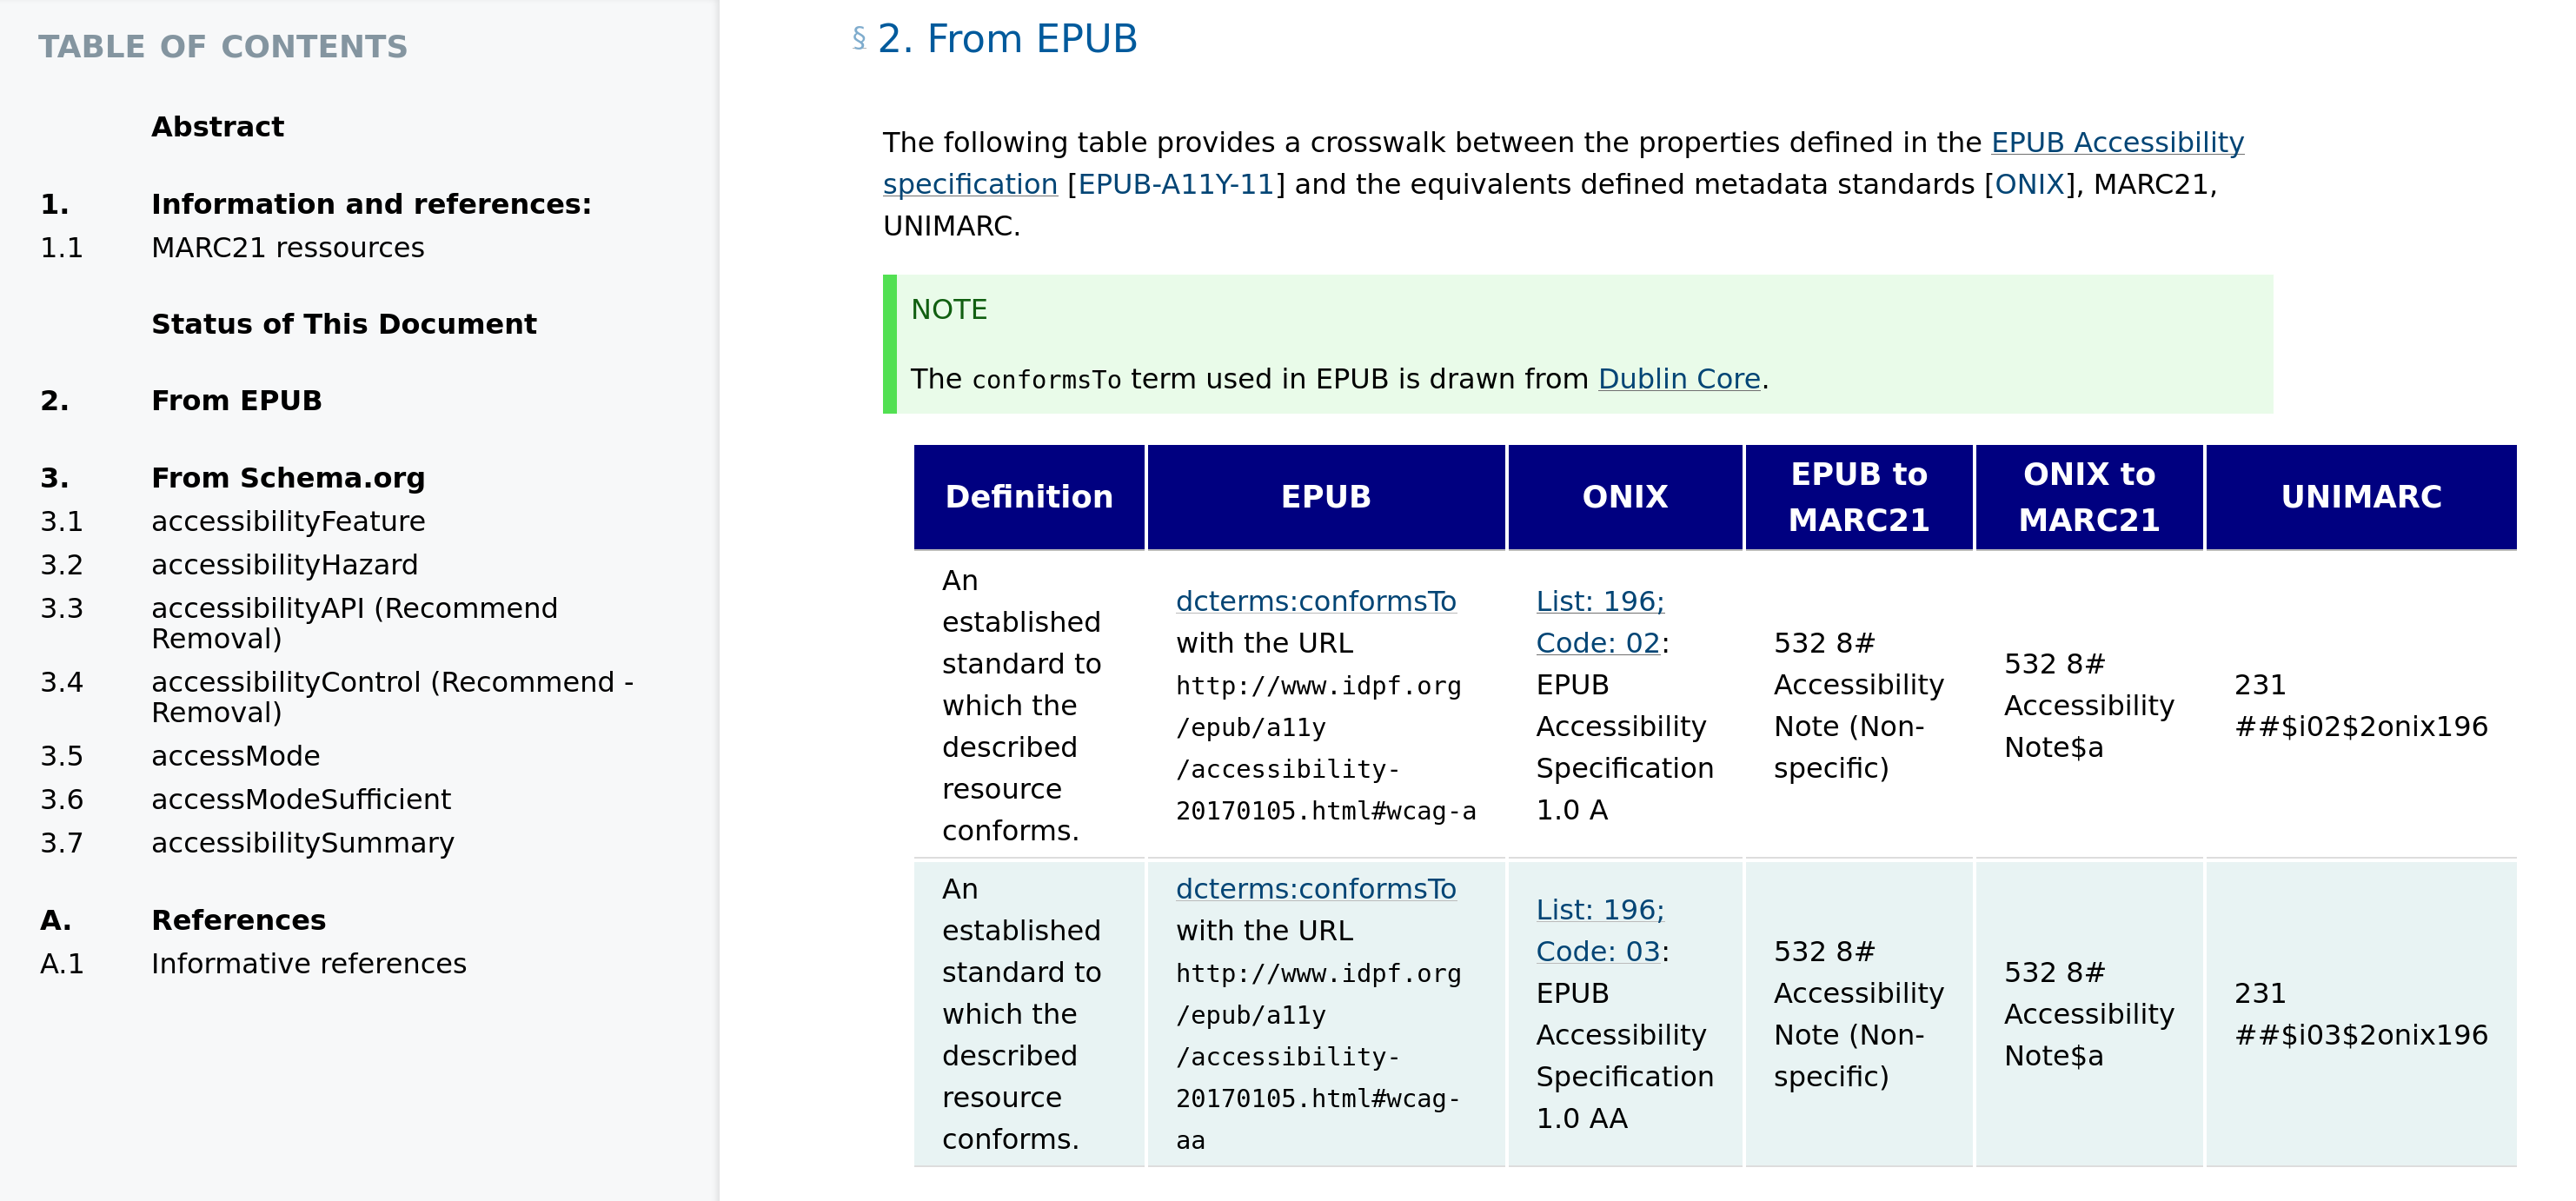 TABLE OF CONTENTS
Abstract
1. Information and references:
1.1 MARC21 ressources
Status of This Document
2. From EPUB
3. From Schema.org
3.1 accessibilityFeature
3.2 accessibilityHazard
3.3 accessibilityAPI (Recommend
Removal)
3.4 accessibilityControl (Recommend -
Removal)
3.5 accessMode
3.6 accessModeSufficient
3.7 accessibilitySummary
A. References
A.1 Informative references
§ 2. From EPUB
The following table provides a crosswalk between the properties defined in the EPUB Accessibility
specification [EPUB-A11Y-11] and the equivalents defined metadata standards [ONIX], MARC21,
UNIMARC.
NOTE
The conformsTo term used in EPUB is drawn from Dublin Core.
Definition
EPUB
ONIX
EPUB to
MARC21
ONIX to
MARC21
UNIMARC
An
established
standard to
which the
described
resource
conforms.
dcterms:conformsTo
with the URL
http://www.idpf.org
/epub/a11y
/accessibility-
20170105.html#wcag-a
List: 196;
Code: 02:
EPUB
Accessibility
Specification
1.0 A
532 8#
Accessibility
Note (Non-
specific)
532 8#
Accessibility
Note$a
231
##$i02$2onix196
An
established
standard to
which the
described
resource
conforms.
dcterms:conformsTo
with the URL
http://www.idpf.org
/epub/a11y
/accessibility-
20170105.html#wcag-
aa
List: 196;
Code: 03:
EPUB
Accessibility
Specification
1.0 AA
532 8#
Accessibility
Note (Non-
specific)
532 8#
Accessibility
Note$a
231
##$i03$2onix196